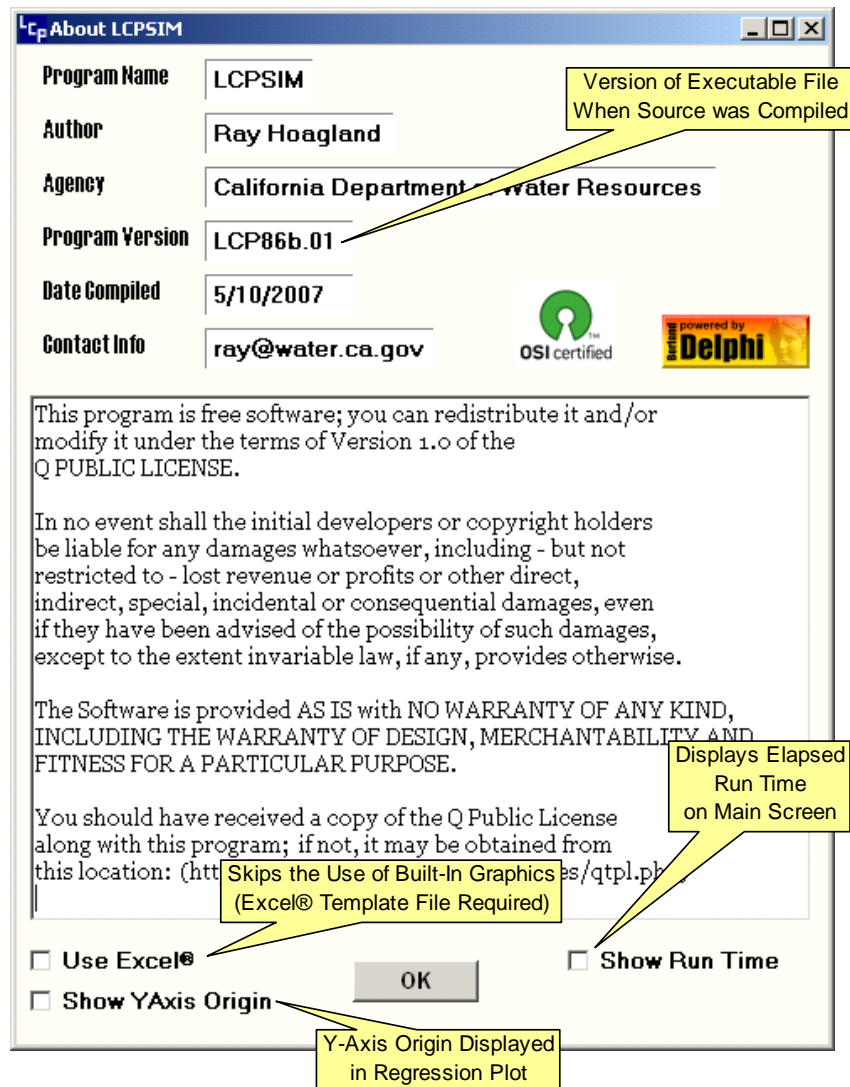 LCP About LCPSIM
Program Name LCPSIM
Version of Executable File
When Source was Compiled
Author Ray Hoagland
Agency California Department of Water Resources
Program Version LCP86b.01
Date Compiled 5/10/2007
Contact Info ray@water.ca.gov
TM
OSI certified
Borland
powered by
Delphi
This program is free software; you can redistribute it and/or
modify it under the terms of Version 1.0 of the
Q PUBLIC LICENSE.
In no event shall the initial developers or copyright holders
be liable for any damages whatsoever, including - but not
restricted to - lost revenue or profits or other direct,
indirect, special, incidental or consequential damages, even
if they have been advised of the possibility of such damages,
except to the extent invariable law, if any, provides otherwise.
The Software is provided AS IS with NO WARRANTY OF ANY KIND,
INCLUDING THE WARRANTY OF DESIGN, MERCHANTABILITY AND
FITNESS FOR A PARTICULAR PURPOSE.
Displays Elapsed
Run Time
on Main Screen
You should have received a copy of the Q Public License
along with this program; if not, it may be obtained from
this location:
Skips the Use of Built-In Graphics
(Excel® Template File Required)
Use Excel®
Show Run Time
OK
Show YAxis Origin
Y-Axis Origin Displayed
in Regression Plot